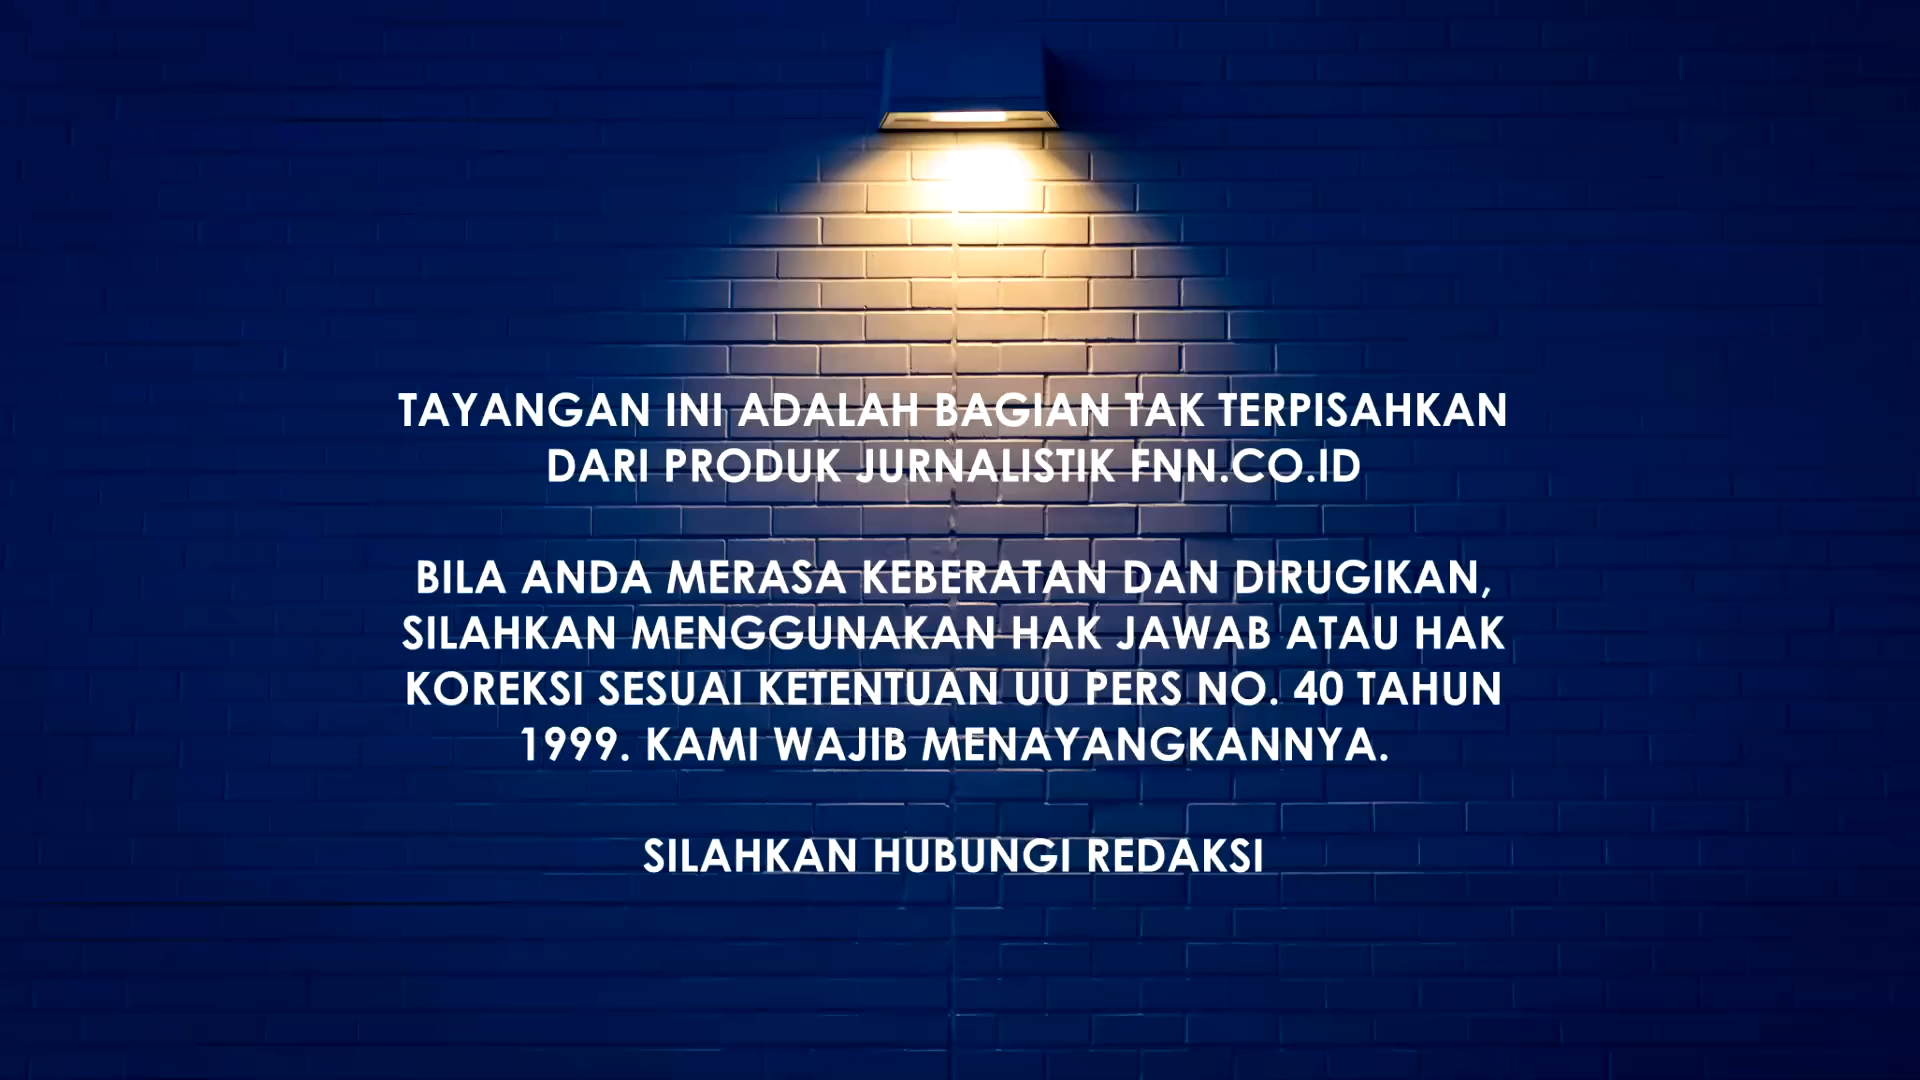 TAYANGAN INI ADALAH BAGIAN TAK TERPISAHKAN
DARI PRODUK JURNALISTIK FNN.CO.ID
BILA ANDA MERASA KEBERATAN DAN DIRUGIKAN,
SILAHKAN MENGGUNAKAN HAK JAWAB ATAU HAK
KOREKSI SESUAI KETENTUAN UU PERS NO. 40 TAHUN
1999. KAMI WAJIB MENAYANGKANNYA.
SILAHKAN HUBUNGI REDAKSI